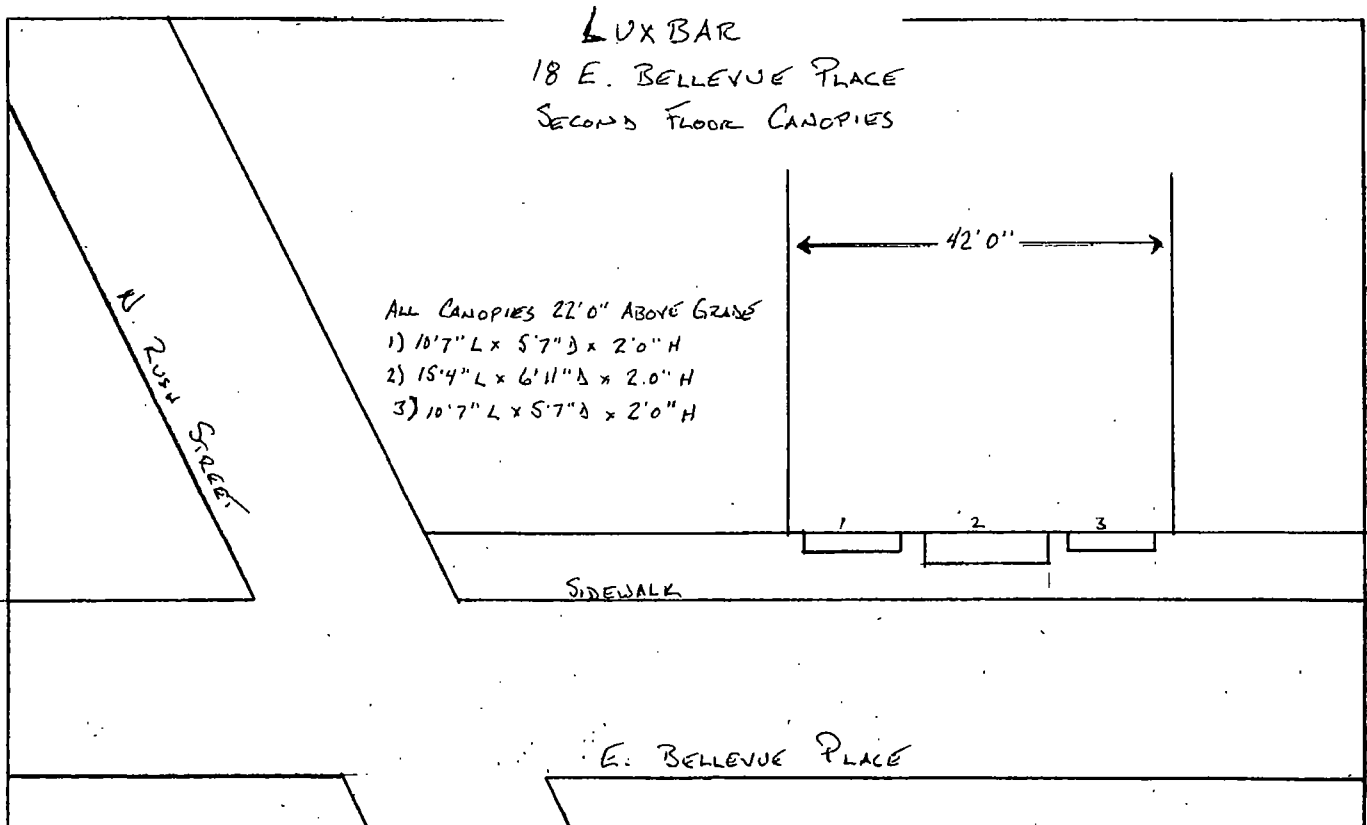 LUXBAR
18 E. BELLEVUE PLACE
SECOND FLOOR CANOPIES
42'0"
ALL CANOPIES 22'0" ABOVE GRADE
1) 10'7" L x 5'7" D x 2'0" H
2) 15'4" L x 6'11" D x 2.0" H
3) 10'7" L x 5'7" D x 2'0" H
N. RUSH STREET
1 2 3
SIDEWALK
E. BELLEVUE PLACE